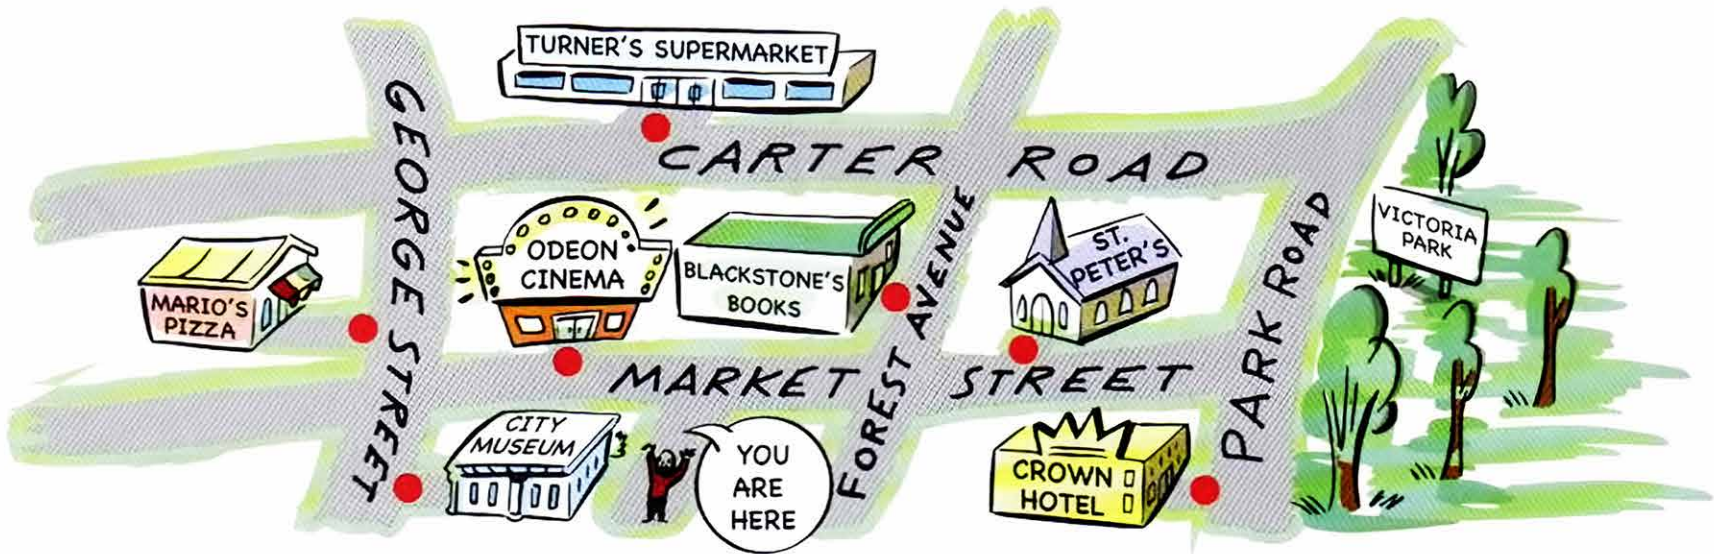 TURNER'S SUPERMARKET
GEORGE STREET
CARTER ROAD
MARIO'S
PIZZA
ODEON
CINEMA
BLACKSTONE'S
BOOKS
FOREST AVENUE
ST.
PETER'S
PARK ROAD
VICTORIA
PARK
MARKET STREET
CITY
MUSEUM
YOU
ARE
HERE
CROWN
HOTEL